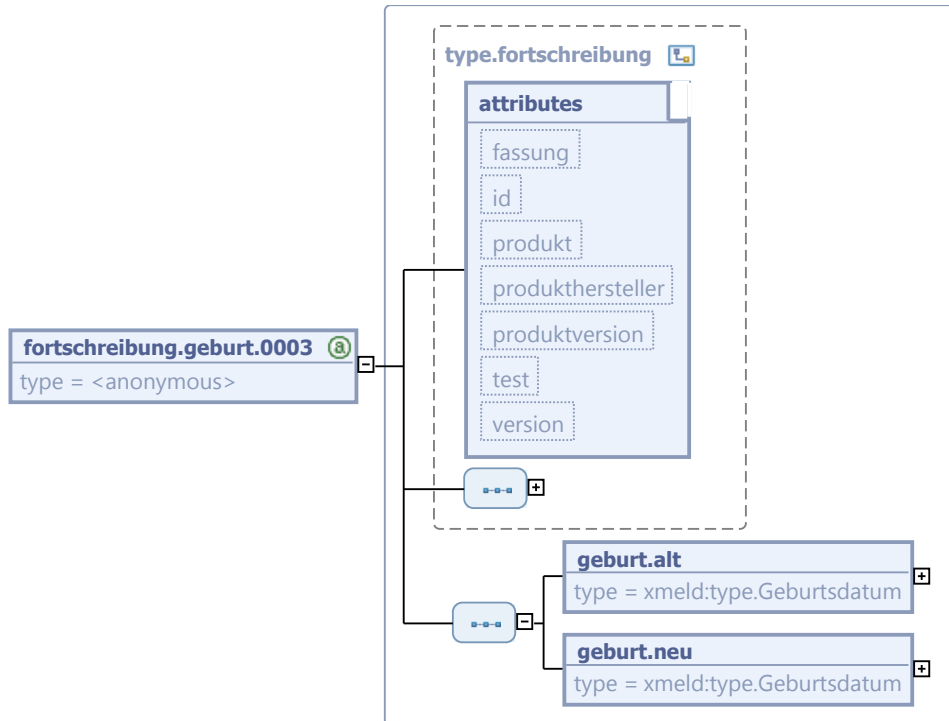 type.fortschreibung
attributes
fassung
id
produkt
produkthersteller
produktversion
test
version
fortschreibung.geburt.0003 a
type = <anonymous>
geburt.alt
type = xmeld:type.Geburtsdatum
geburt.neu
type = xmeld:type.Geburtsdatum